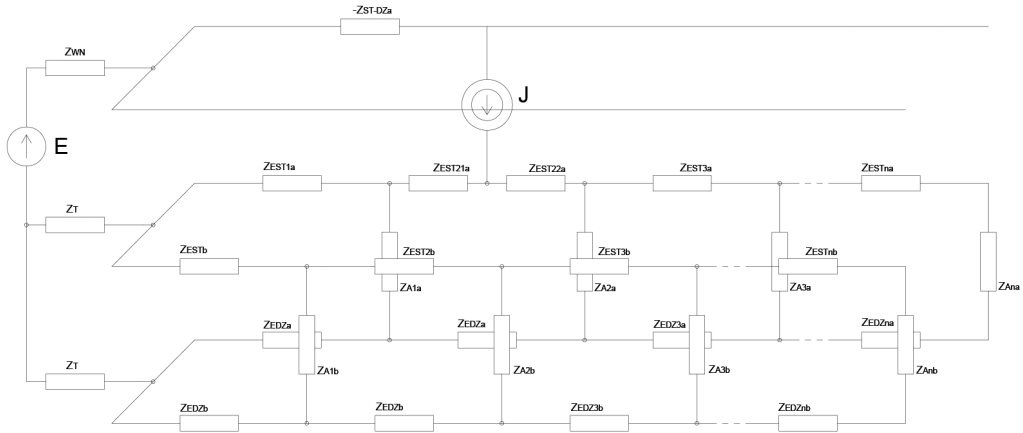 -ZST-DZa
ZWN
J
E
ZEST1a
ZEST21a
ZEST22a
ZEST3a
ZESTna
ZT
ZESTb
ZEST2b
ZEST3b
ZESTnb
ZA1a
ZA2a
ZA3a
ZAna
ZEDZa
ZEDZa
ZEDZ3a
ZEDZna
ZT
ZA1b
ZA2b
ZA3b
ZAnb
ZEDZb
ZEDZb
ZEDZ3b
ZEDZnb